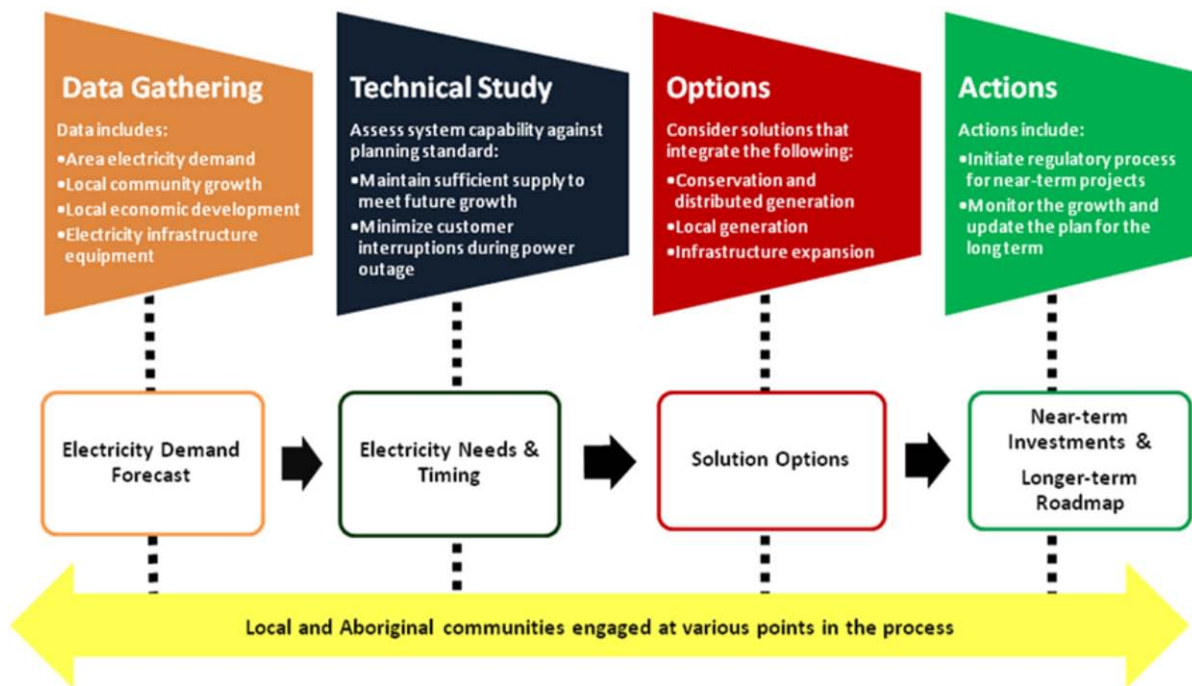 Data Gathering
Data includes:
•Area electricity demand
•Local community growth
•Local economic development
•Electricity infrastructure
equipment
Technical Study
Assess system capability against
planning standard:
•Maintain sufficient supply to
meet future growth
•Minimize customer
interruptions during power
outage
Options
Consider solutions that
integrate the following:
•Conservation and
distributed generation
•Local generation
•Infrastructure expansion
Actions
Actions include:
•Initiate regulatory process
for near-term projects
•Monitor the growth and
update the plan for the
long term
Electricity Demand
Forecast
Electricity Needs &
Timing
Solution Options
Near-term
Investments &
Longer-term
Roadmap
Local and Aboriginal communities engaged at various points in the process